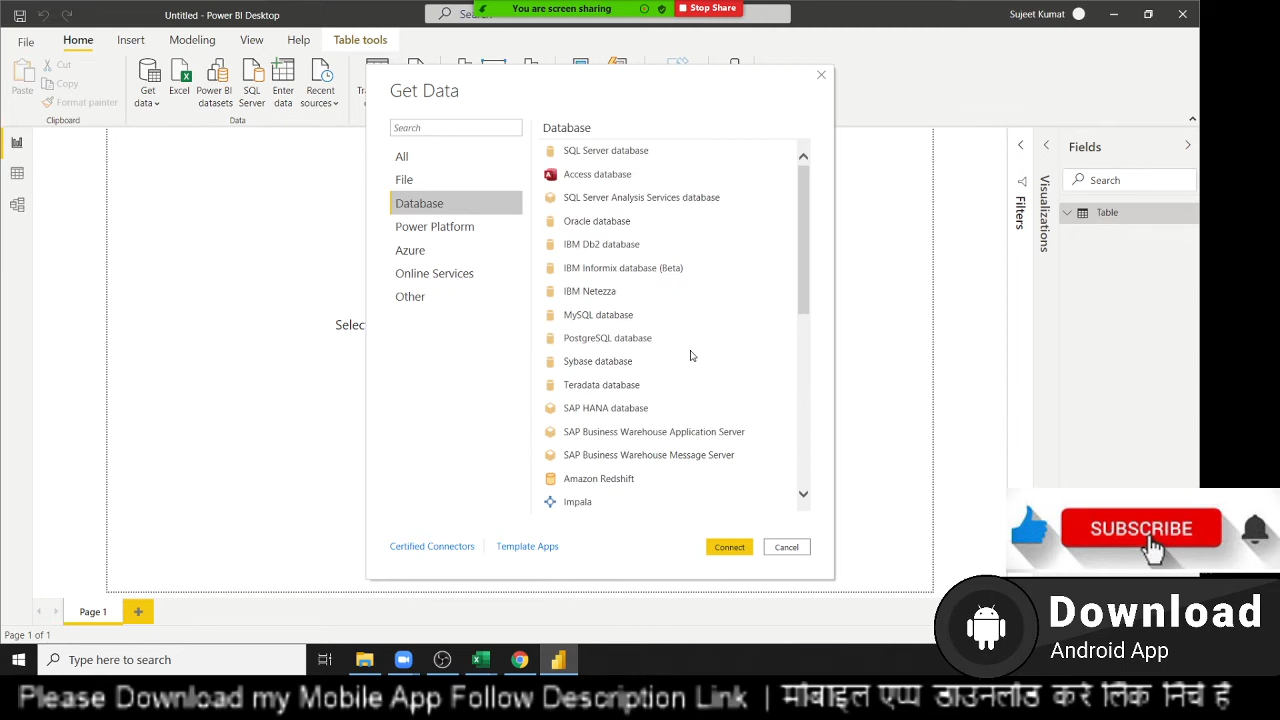 Untitled - Power BI Desktop
You are screen sharing
Stop Share
Sujeet Kumat
File
Home
Insert
Modeling
View
Help
Table tools
Paste
Cut
Copy
Format painter
Clipboard
Get data
Excel
Power BI datasets
SQL Server
Enter data
Recent sources
Data
Get Data
Search
All
File
Database
Power Platform
Azure
Online Services
Other
Database
SQL Server database
Access database
SQL Server Analysis Services database
Oracle database
IBM Db2 database
IBM Informix database (Beta)
IBM Netezza
MySQL database
PostgreSQL database
Sybase database
Teradata database
SAP HANA database
SAP Business Warehouse Application Server
SAP Business Warehouse Message Server
Amazon Redshift
Impala
Certified Connectors
Template Apps
Connect
Cancel
Filters
Visualizations
Fields
Search
Table
SUBSCRIBE
Download
Android App
Page 1
Page 1 of 1
Type here to search
Please Download my Mobile App Follow Description Link | मोबाइल एप्प डाउनलोड करे लिंक निचे है